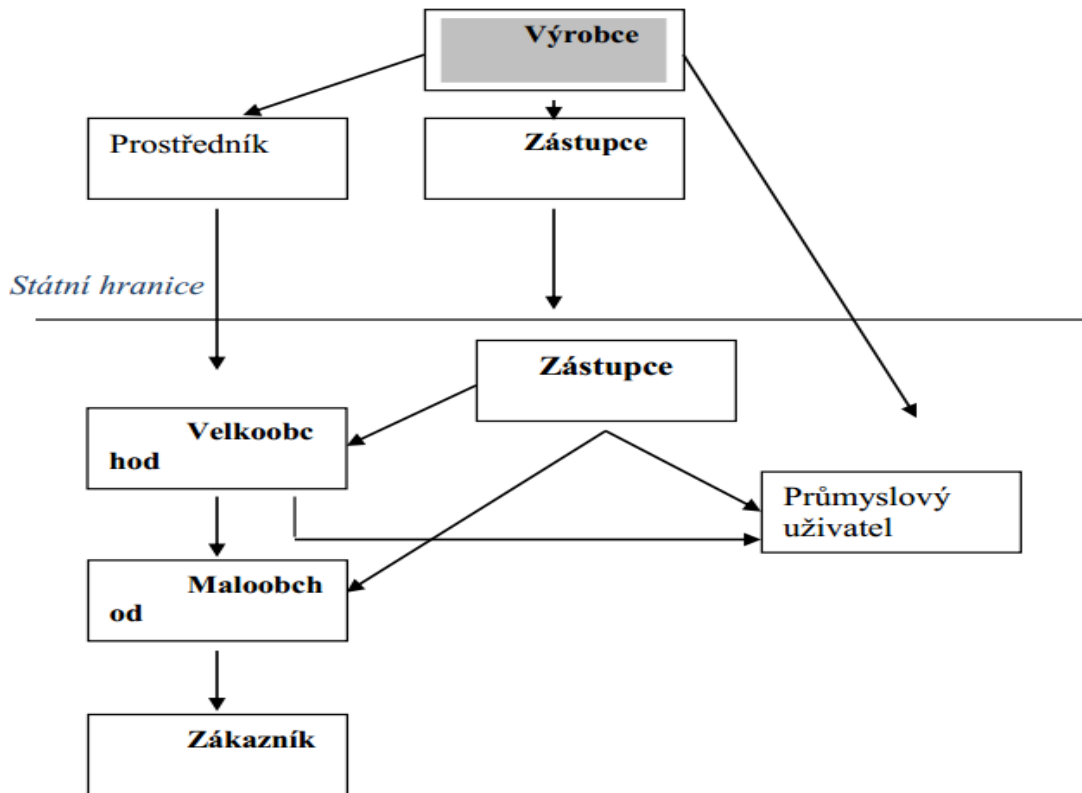 Výrobce
Prostředník
Zástupce
Státní hranice
Zástupce
Velkoobc
hod
Průmyslový
uživatel
Maloobch
od
Zákazník